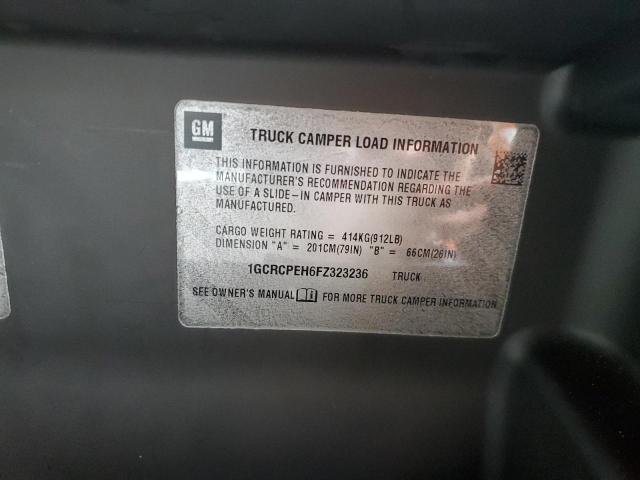 GM
TRUCK CAMPER LOAD INFORMATION
THIS INFORMATION IS FURNISHED TO INDICATE THE
MANUFACTURER'S RECOMMENDATION REGARDING THE
USE OF A SLIDE-IN CAMPER WITH THIS TRUCK AS
MANUFACTURED.
CARGO WEIGHT RATING = 414KG(912LB)
DIMENSION "A" = 201CM(79IN) "B" = 66CM(26IN)
1GCRCPEH6FZ323236 TRUCK
SEE OWNER'S MANUAL FOR MORE TRUCK CAMPER INFORMATION